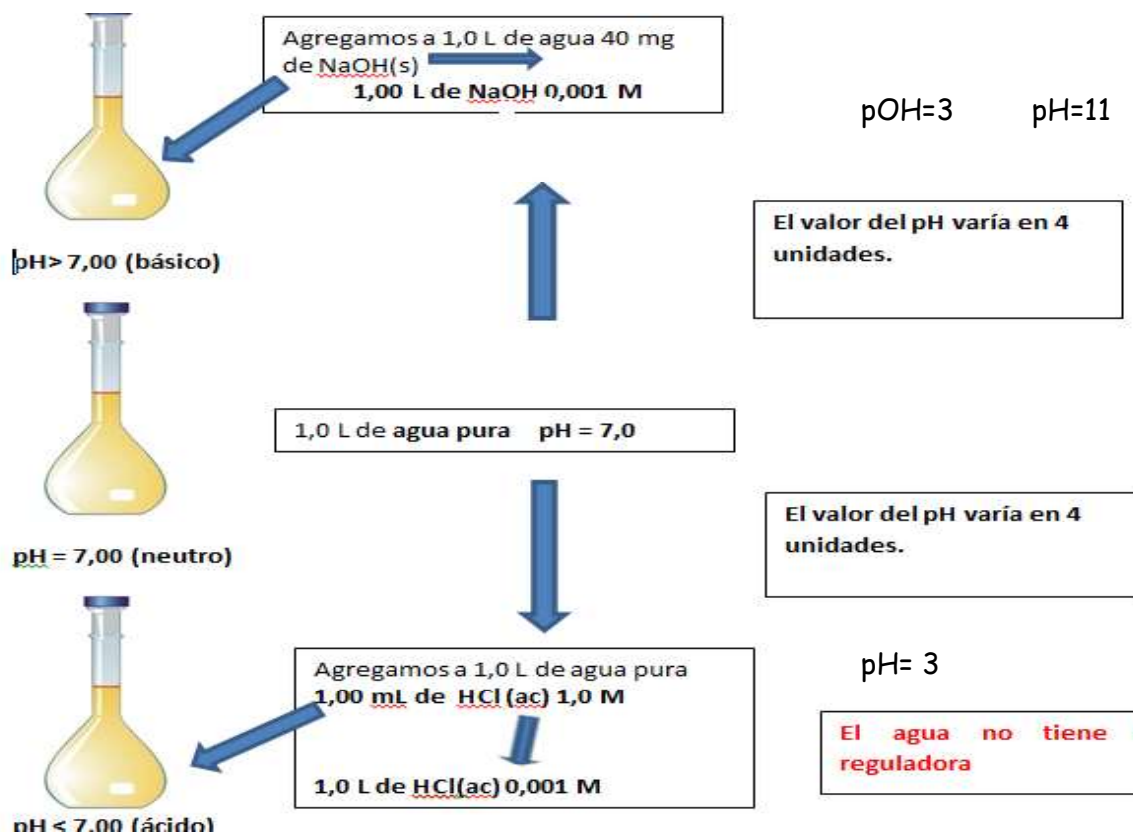 Agregamos a 1,0 L de agua 40 mg
de NaOH(s)
1,00 L de NaOH 0,001 M
pOH=3 pH=11
El valor del pH varía en 4
unidades.
pH> 7,00 (básico)
1,0 L de agua pura pH = 7,0
El valor del pH varía en 4
unidades.
pH = 7,00 (neutro)
Agregamos a 1,0 L de agua pura
1,00 mL de HCl (ac) 1,0 M
1,0 L de HCl(ac) 0,001 M
pH= 3
El agua no tiene
reguladora
pH < 7,00 (ácido)